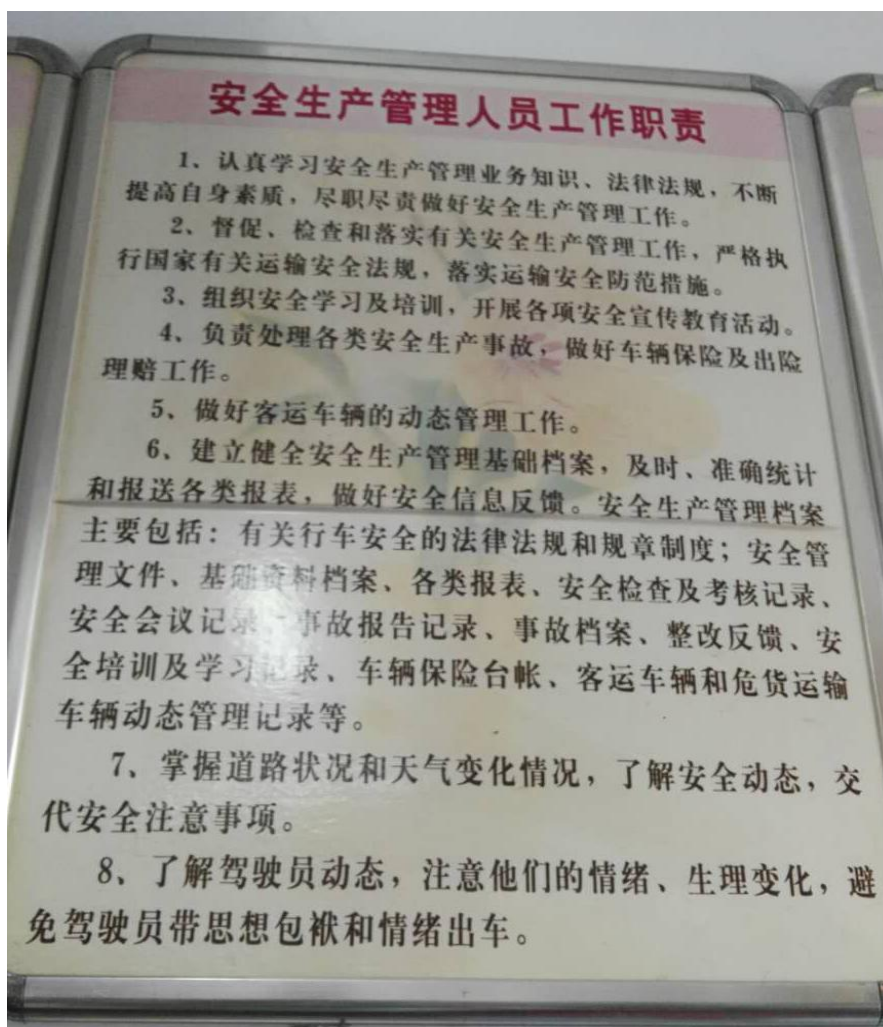 安全生产管理人员工作职责
1、认真学习安全生产管理业务知识、法律法规，不断
提高自身素质，尽职尽责做好安全生产管理工作。
2、督促、检查和落实有关安全生产管理工作，严格执
行国家有关运输安全法规，落实运输安全防范措施。
3、组织安全学习及培训，开展各项安全宣传教育活动。
4、负责处理各类安全生产事故，做好车辆保险及出险
理赔工作。
5、做好客运车辆的动态管理工作。
6、建立健全安全生产管理基础档案，及时、准确统计
和报送各类报表，做好安全信息反馈。安全生产管理档案
主要包括：有关行车安全的法律法规和规章制度；安全管
理文件、基础资料档案、各类报表、安全检查及考核记录、
安全会议记录、事故报告记录、事故档案、整改反馈、安
全培训及学习记录、车辆保险台帐、客运车辆和危货运输
车辆动态管理记录等。
7、掌握道路状况和天气变化情况，了解安全动态，交
代安全注意事项。
8、了解驾驶员动态，注意他们的情绪、生理变化，避
免驾驶员带思想包袱和情绪出车。